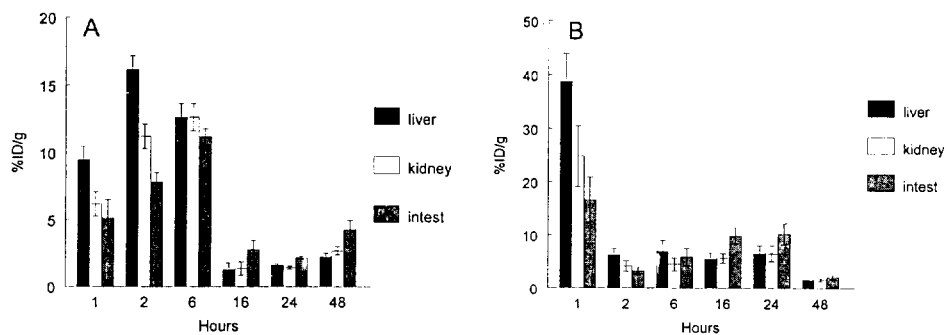 A
20
15
10
5
0
%ID/g
1 2 6 16 24 48
Hours
liver
kidney
intest
B
50
40
30
20
10
0
%ID/g
1 2 6 16 24 48
Hours
liver
kidney
intest